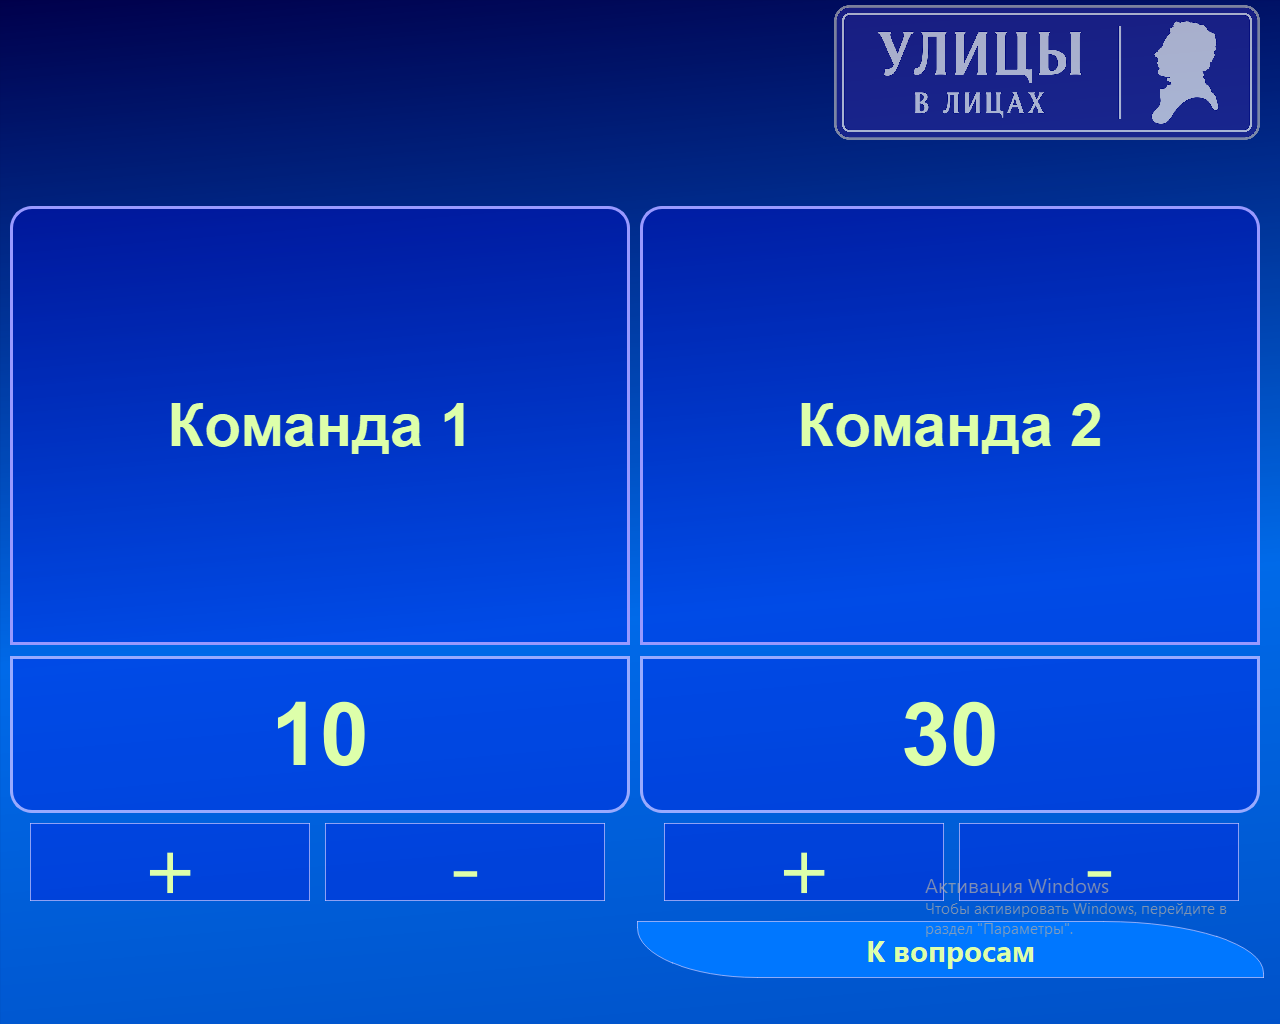 УЛИЦЫ
В ЛИЦАХ
Команда 1
Команда 2
10
30
+
-
+
-
Активация Windows
Чтобы активировать Windows, перейдите в
раздел "Параметры".
К вопросам